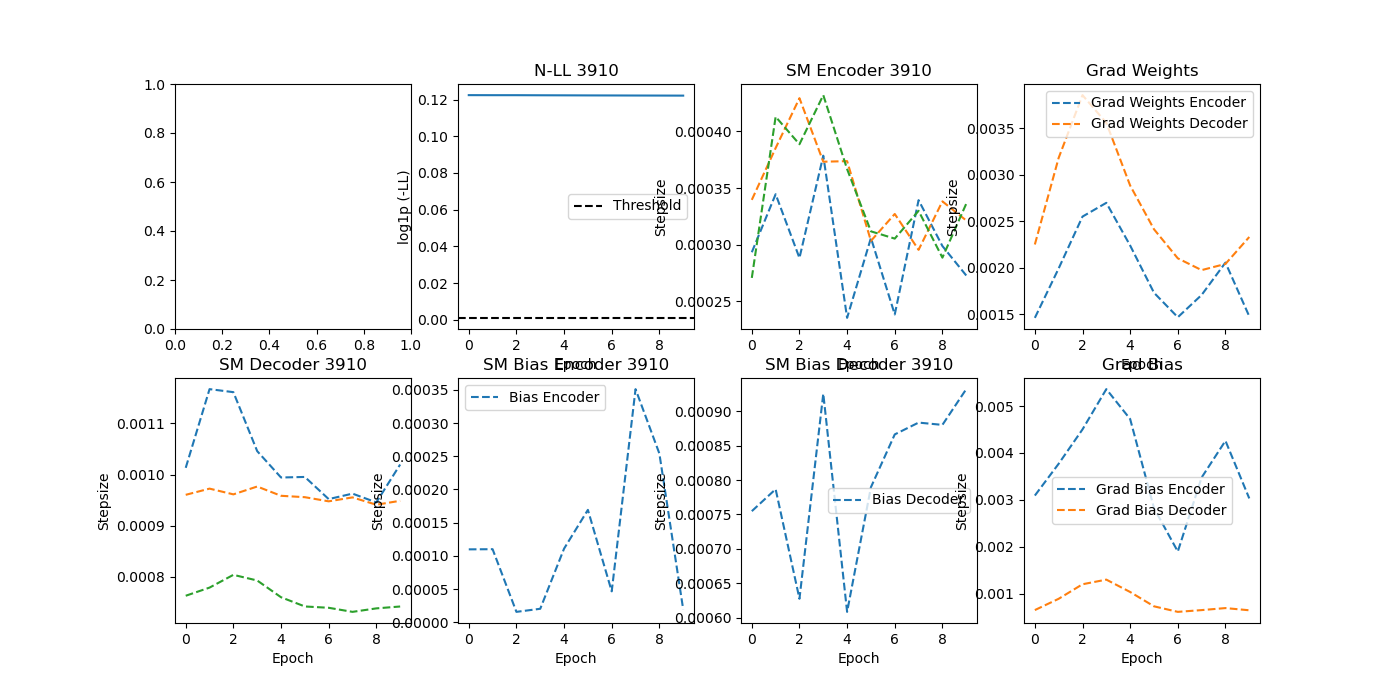 N-LL 3910
SM Encoder 3910
Grad Weights
1.0
0.8
0.6
0.4
0.2
0.0
0.0 0.2 0.4 0.6 0.8 1.0
log1p (-LL)
0.12
0.10
0.08
0.06
0.04
0.02
0.00
Threshold
0 2 4 6 8
Epoch
Stepsize
0.00040
0.00035
0.00030
0.00025
0 2 4 6 8
Epoch
Stepsize
0.0035
0.0030
0.0025
0.0020
0.0015
Grad Weights Encoder
Grad Weights Decoder
0 2 4 6 8
Epoch
SM Decoder 3910
SM Bias Encoder 3910
SM Bias Decoder 3910
Grad Bias
Stepsize
0.0011
0.0010
0.0009
0.0008
0 2 4 6 8
Epoch
Stepsize
0.00035
0.00030
0.00025
0.00020
0.00015
0.00010
0.00005
0.00000
Bias Encoder
0 2 4 6 8
Epoch
Stepsize
0.00090
0.00085
0.00080
0.00075
0.00070
0.00065
0.00060
Bias Decoder
0 2 4 6 8
Epoch
Stepsize
0.005
0.004
0.003
0.002
0.001
Grad Bias Encoder
Grad Bias Decoder
0 2 4 6 8
Epoch